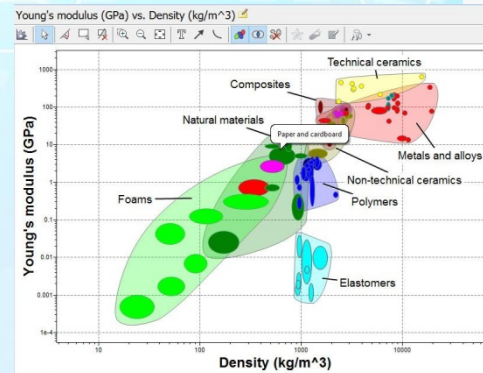 Young's modulus (GPa) vs. Density (kg/m^3)
Technical ceramics
Composites
Natural materials
Paper and cardboard
Metals and alloys
Non-technical ceramics
Foams
Polymers
Elastomers
Young's modulus (GPa)
1000
100
10
1
0.1
0.01
0.001
1e-4
10
100
1000
10000
Density (kg/m^3)